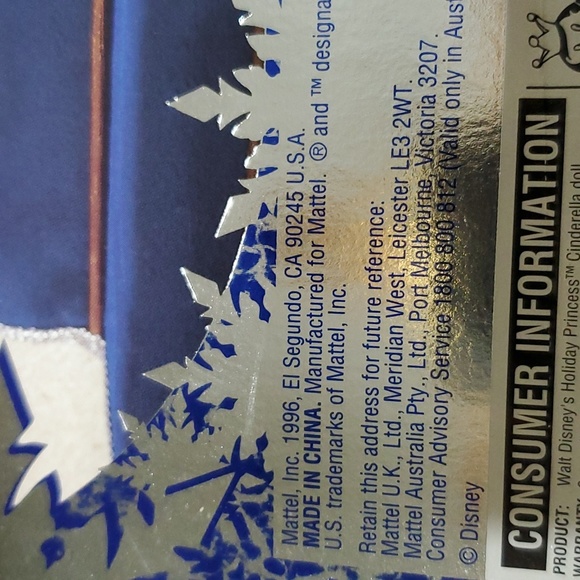 Mattel, Inc. 1996, El Segundo, CA 90245 U.S.A.
MADE IN CHINA. Manufactured for Mattel. ® and ™ designa
U.S. trademarks of Mattel, Inc.
Retain this address for future reference:
Mattel U.K., Ltd., Meridian West, Leicester LE3 2WT.
Mattel Australia Pty., Ltd., Port Melbourne, Victoria 3207.
Consumer Advisory Service 1800 800 812 (Valid only in Aust
© Disney
CONSUMER INFORMATION
PRODUCT: Walt Disney's Holiday Princess™ Cinderella doll